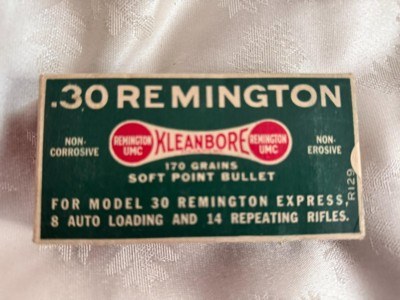 .30 REMINGTON
NON-
CORROSIVE
REMINGTON
UMC
KLEANBORE
REMINGTON
UMC
NON-
EROSIVE
170 GRAINS
SOFT POINT BULLET
FOR MODEL 30 REMINGTON EXPRESS,
8 AUTO LOADING AND 14 REPEATING RIFLES.
R129